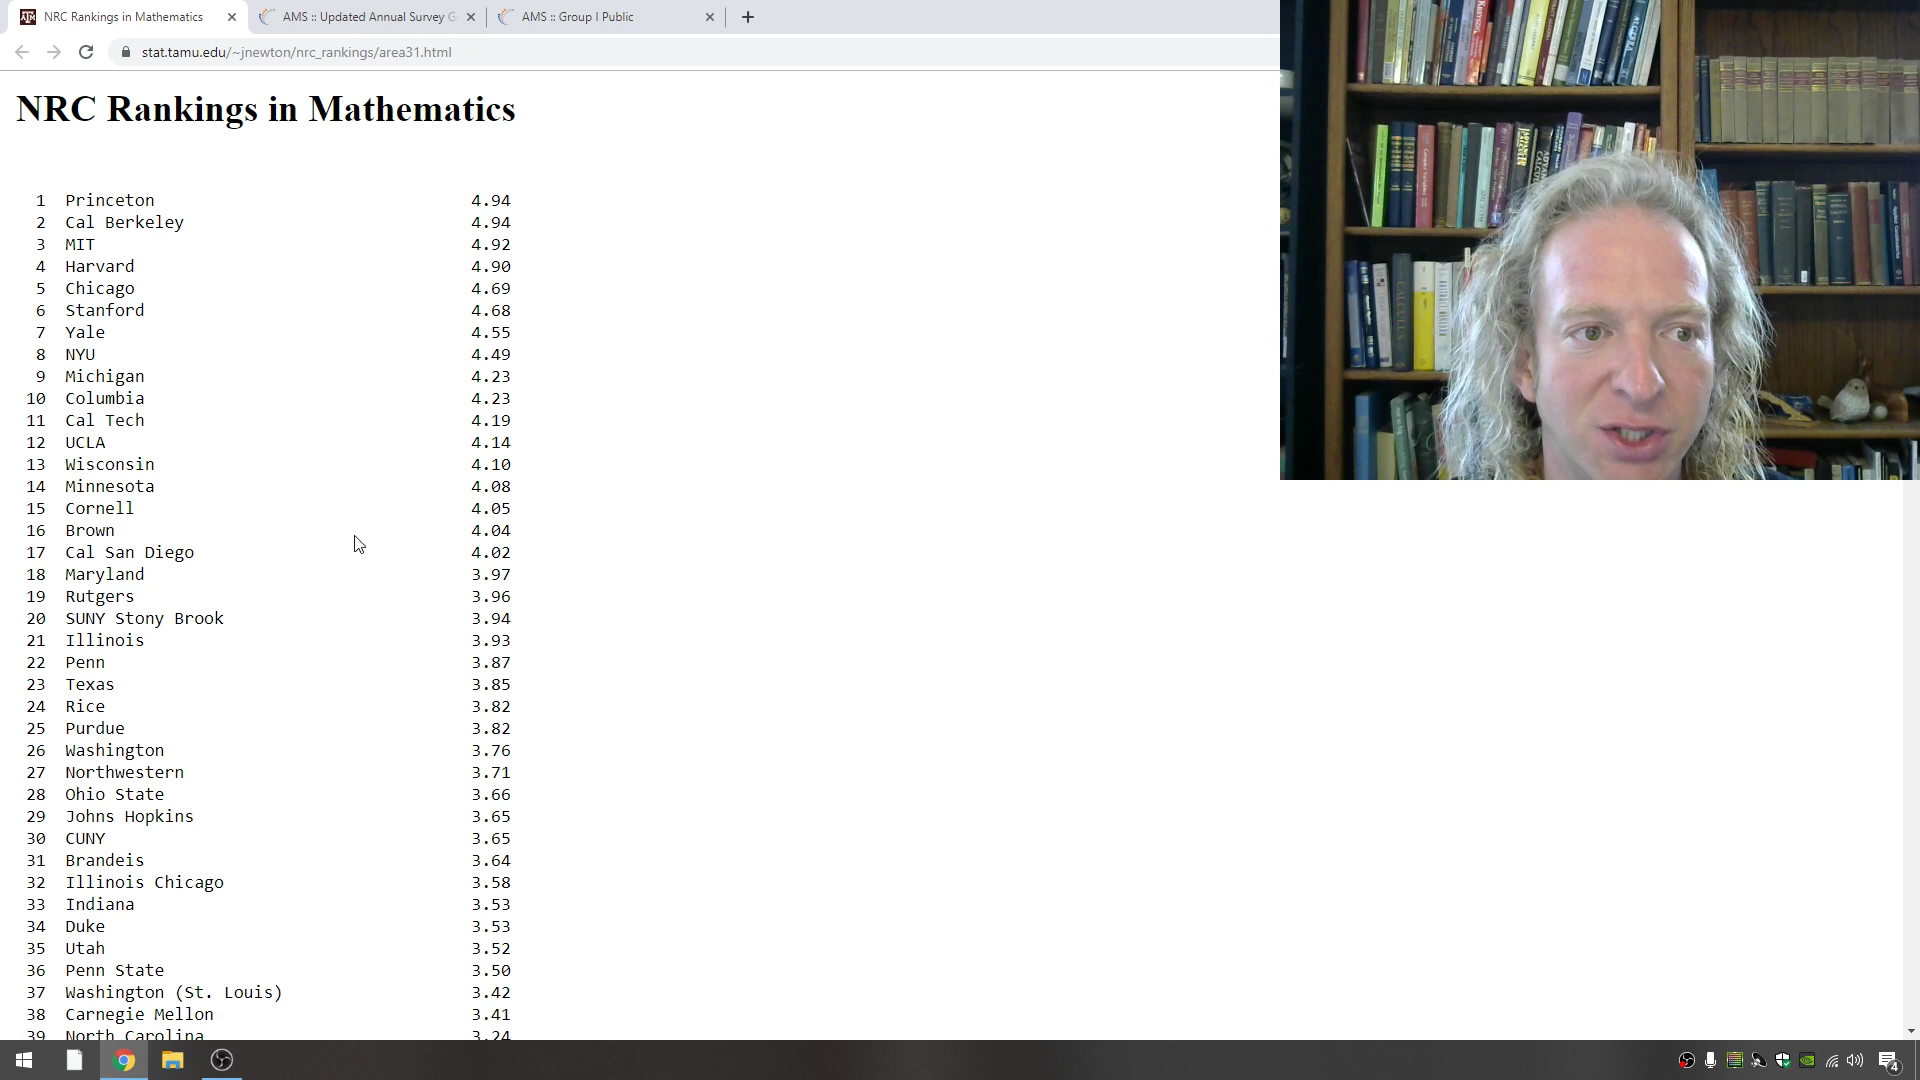 NRC Rankings in Mathematics
AMS :: Updated Annual Survey G
AMS :: Group I Public
stat.tamu.edu/~jnewton/nrc_rankings/area31.html
NRC Rankings in Mathematics
1 Princeton 4.94
2 Cal Berkeley 4.94
3 MIT 4.92
4 Harvard 4.90
5 Chicago 4.69
6 Stanford 4.68
7 Yale 4.55
8 NYU 4.49
9 Michigan 4.23
10 Columbia 4.23
11 Cal Tech 4.19
12 UCLA 4.14
13 Wisconsin 4.10
14 Minnesota 4.08
15 Cornell 4.05
16 Brown 4.04
17 Cal San Diego 4.02
18 Maryland 3.97
19 Rutgers 3.96
20 SUNY Stony Brook 3.94
21 Illinois 3.93
22 Penn 3.87
23 Texas 3.85
24 Rice 3.82
25 Purdue 3.82
26 Washington 3.76
27 Northwestern 3.71
28 Ohio State 3.66
29 Johns Hopkins 3.65
30 CUNY 3.65
31 Brandeis 3.64
32 Illinois Chicago 3.58
33 Indiana 3.53
34 Duke 3.53
35 Utah 3.52
36 Penn State 3.50
37 Washington (St. Louis) 3.42
38 Carnegie Mellon 3.41
39 North Carolina 3.24
CALCULUS
4